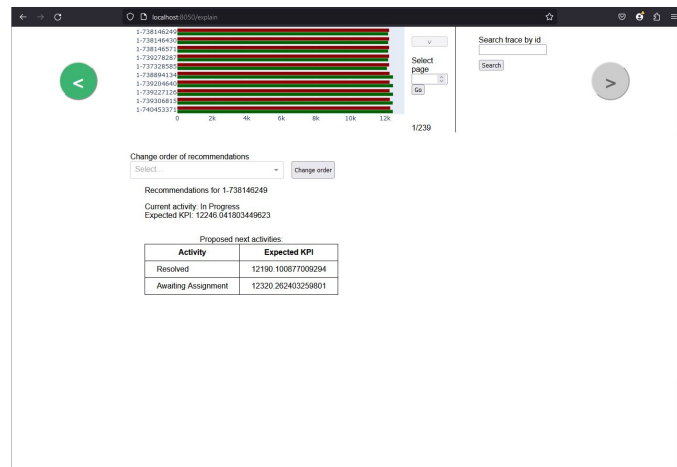 localhost:8050/explain
1-738146249
1-738146430
1-738146571
1-739278287
1-737328585
1-738894134
1-739204640
1-739227126
1-739306815
1-740453371
0 2k 4k 6k 8k 10k 12k
v
Select
page
Go
1/239
Search trace by id
Search
<
>
Change order of recommendations
Select...
Change order
Recommendations for 1-738146249
Current activity: In Progress
Expected KPI: 12246.041803449623
Proposed next activities:
Activity Expected KPI
Resolved 12190.100877009294
Awaiting Assignment 12320.262403259801